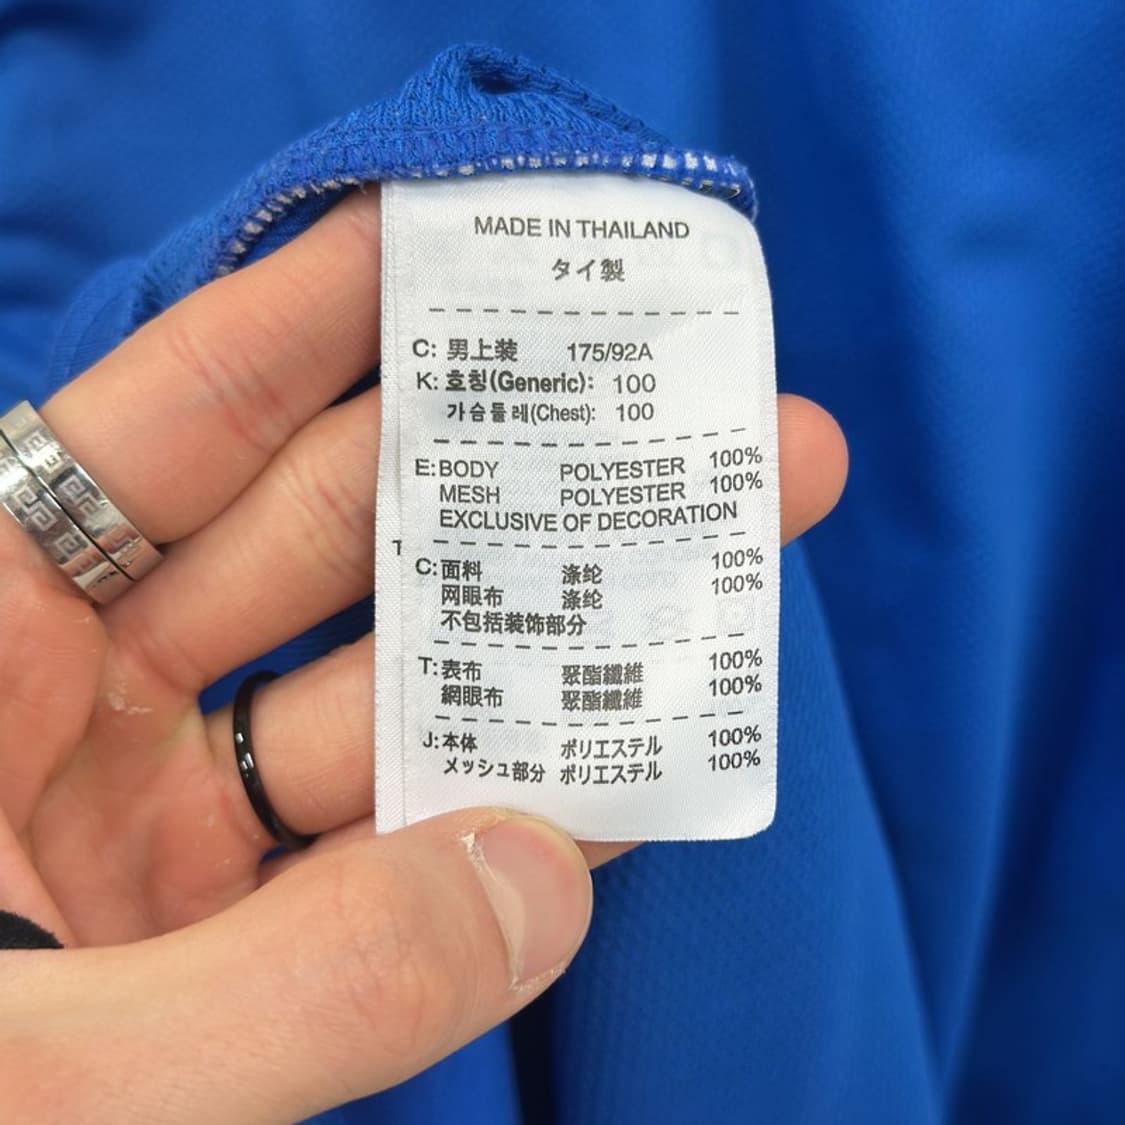 MADE IN THAILAND
タイ製
C: 男上装 175/92A
K: 호칭(Generic): 100
가슴둘레(Chest): 100
E: BODY POLYESTER 100%
MESH POLYESTER 100%
EXCLUSIVE OF DECORATION
T
C: 面料 涤纶 100%
网眼布 涤纶 100%
不包括装饰部分
T: 表布 聚酯纖維 100%
網眼布 聚酯纖維 100%
J: 本体 ポリエステル 100%
メッシュ部分 ポリエステル 100%